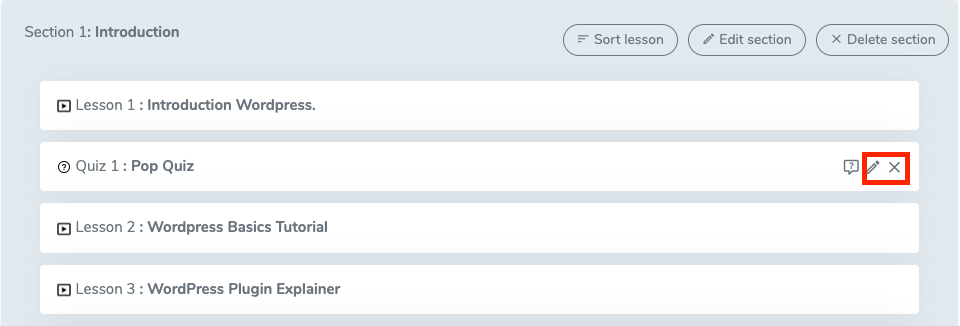 Section 1: Introduction
Sort lesson
Edit section
Delete section
Lesson 1 : Introduction Wordpress.
Quiz 1 : Pop Quiz
Lesson 2 : Wordpress Basics Tutorial
Lesson 3 : WordPress Plugin Explainer